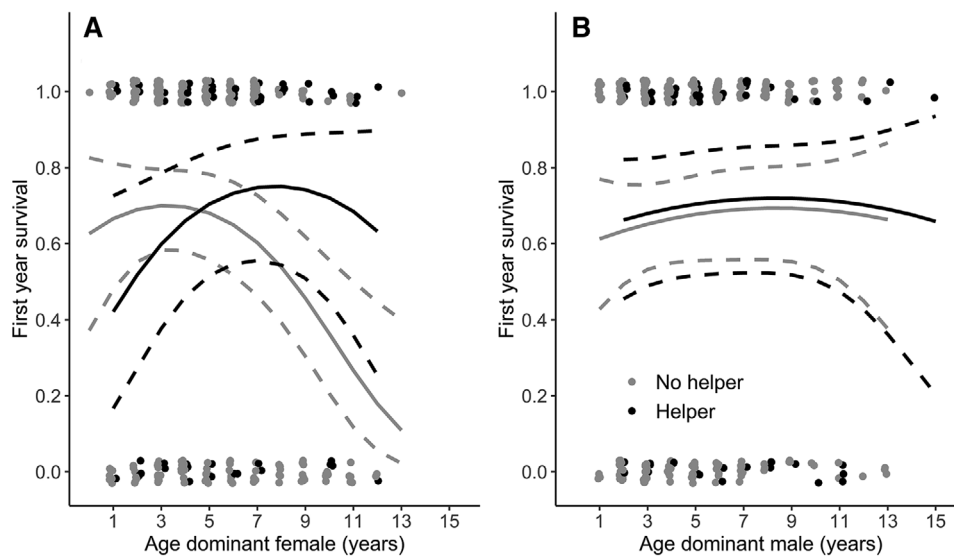 A
B
First year survival
1.0
0.8
0.6
0.4
0.2
0.0
1 3 5 7 9 11 13 15
Age dominant female (years)
First year survival
1.0
0.8
0.6
0.4
0.2
0.0
No helper
Helper
1 3 5 7 9 11 13 15
Age dominant male (years)